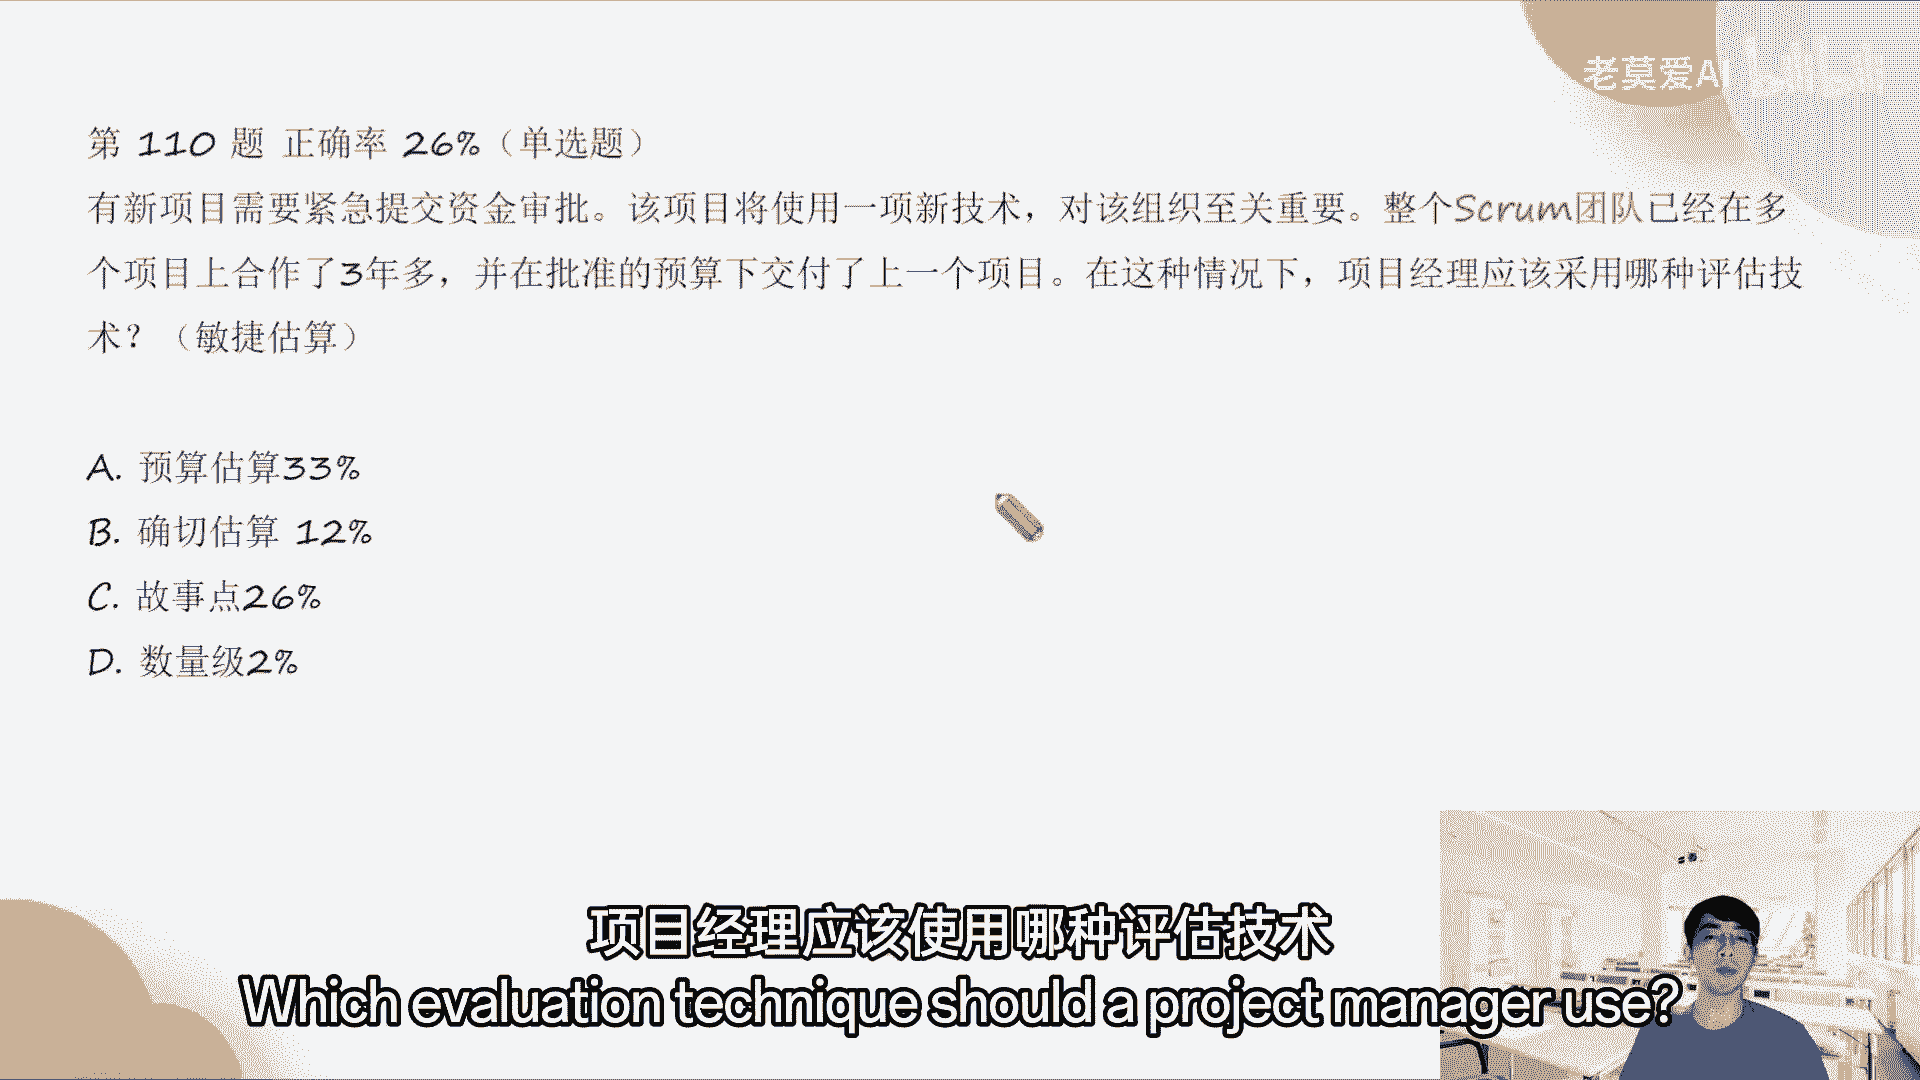 老莫爱AI
第 110 题 正确率 26%（单选题）
有新项目需要紧急提交资金审批。该项目将使用一项新技术，对该组织至关重要。整个Scrum团队已经在多
个项目上合作了3年多，并在批准的预算下交付了上一个项目。在这种情况下，项目经理应该采用哪种评估技
术？（敏捷估算）
A. 预算估算33%
B. 确切估算 12%
C. 故事点26%
D. 数量级2%
项目经理应该使用哪种评估技术
Which evaluation technique should a project manager use?